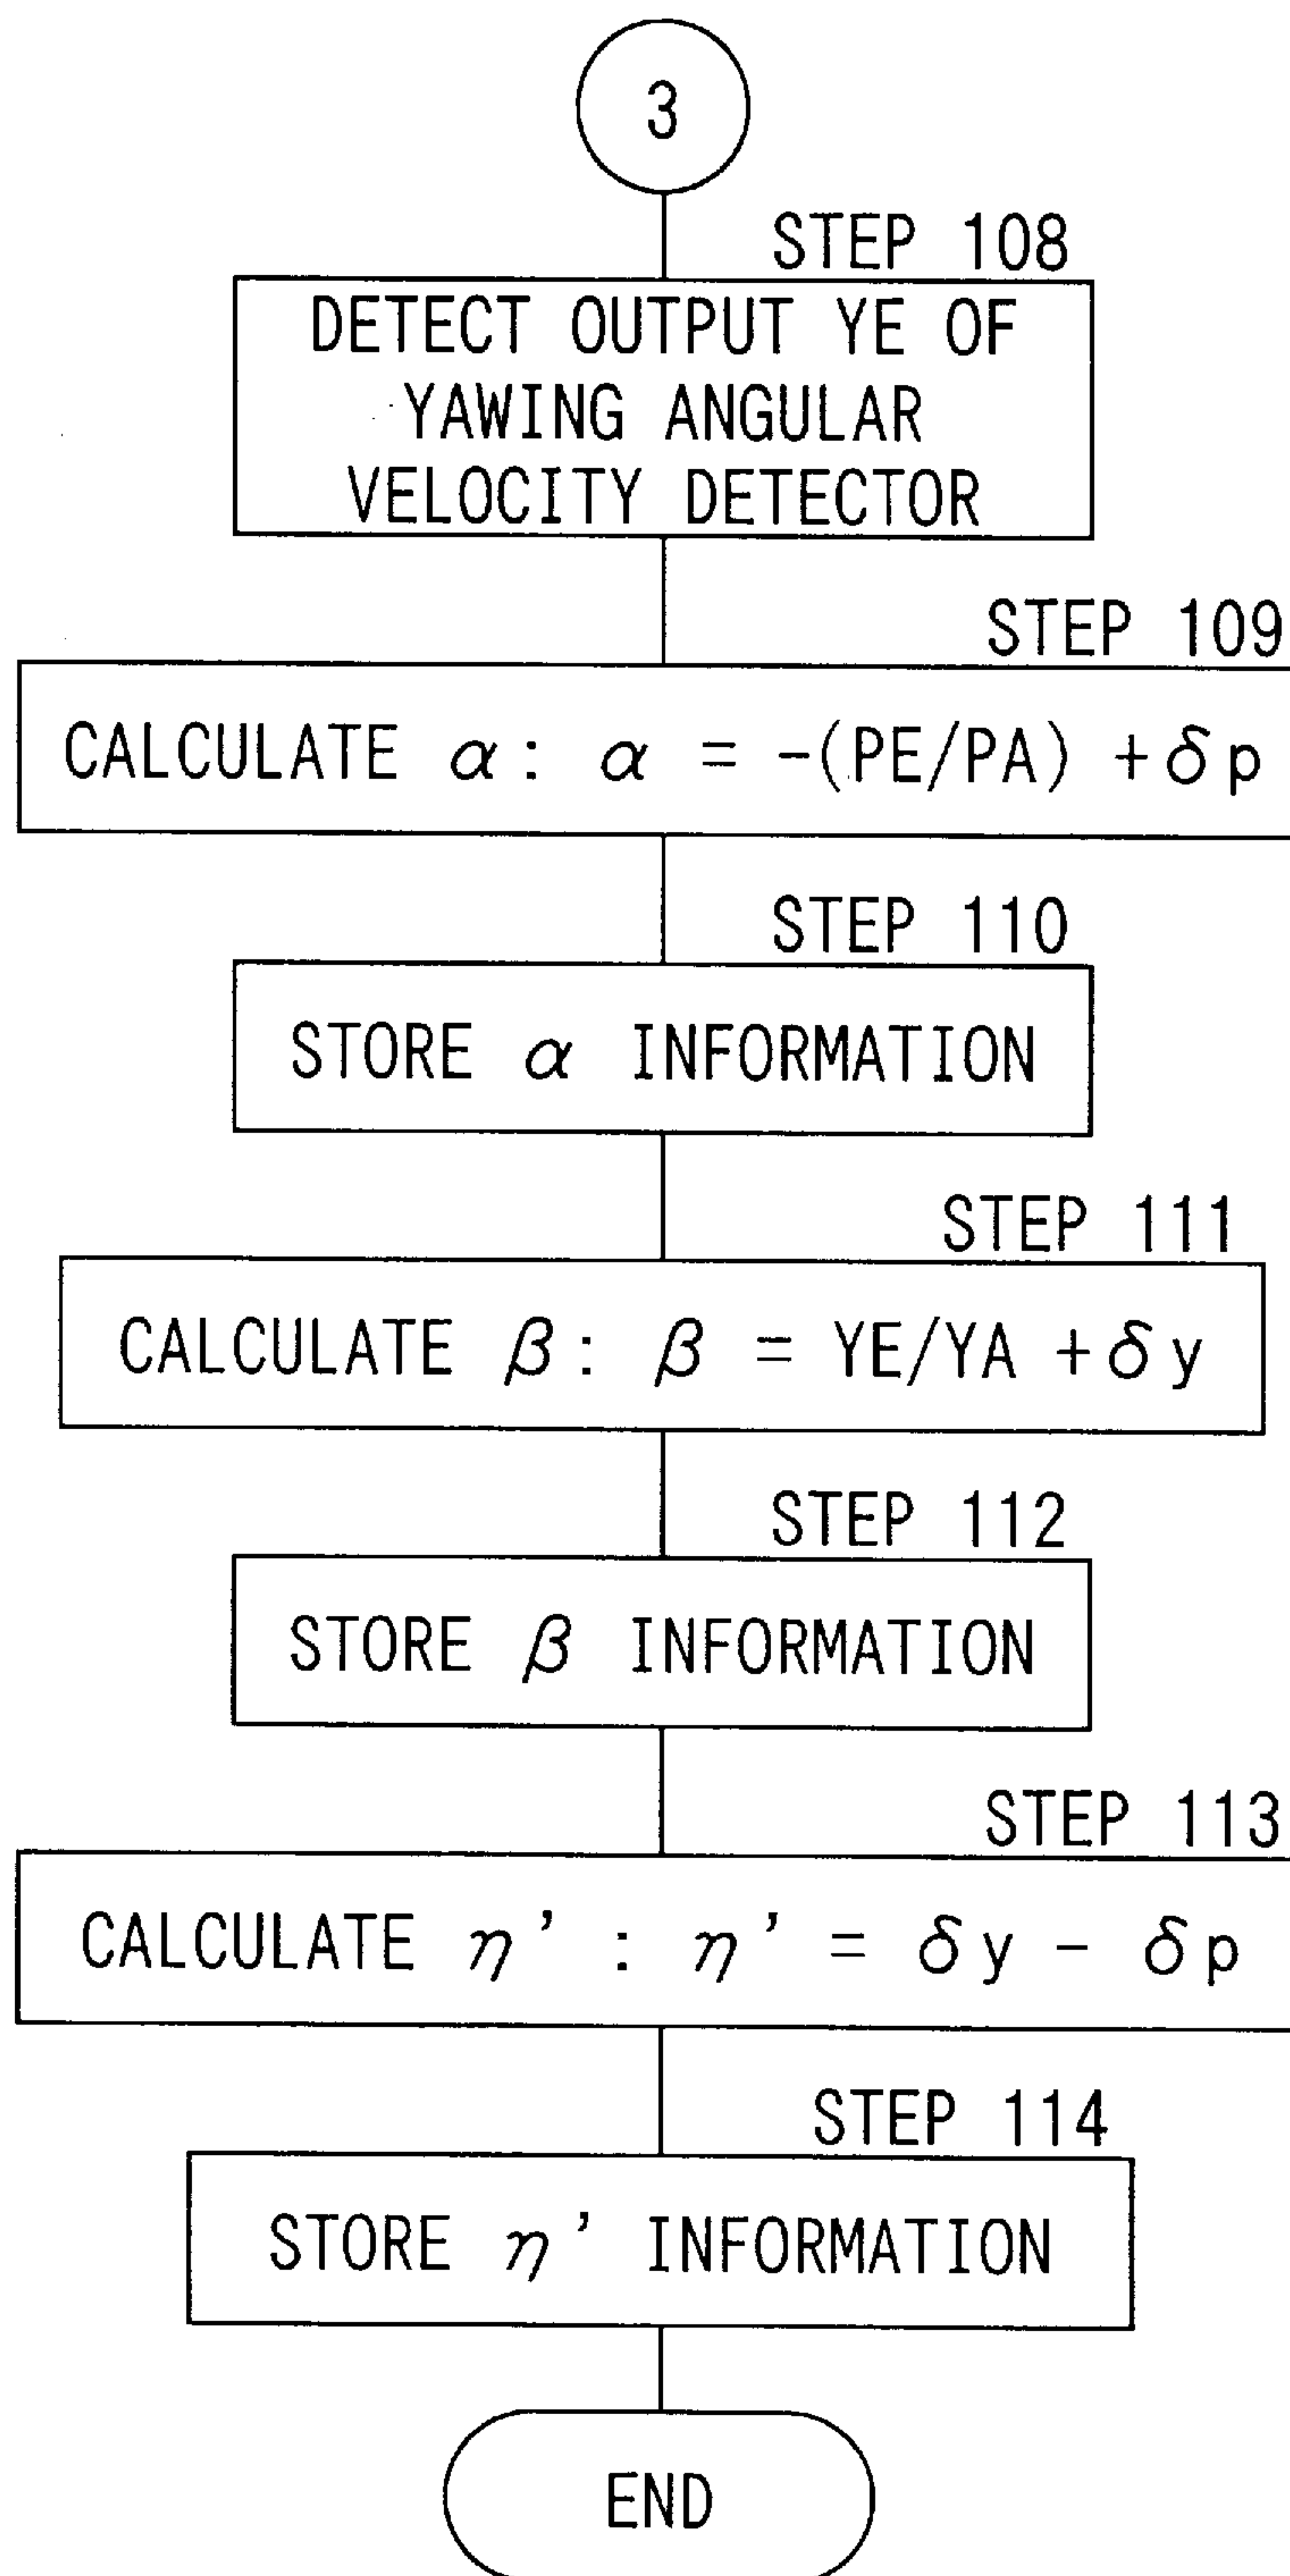 3
STEP 108
DETECT OUTPUT YE OF
YAWING ANGULAR
VELOCITY DETECTOR
STEP 109
CALCULATE α: α = -(PE/PA) +δp
STEP 110
STORE α INFORMATION
STEP 111
CALCULATE β: β = YE/YA +δy
STEP 112
STORE β INFORMATION
STEP 113
CALCULATE η' : η' = δy - δp
STEP 114
STORE η' INFORMATION
END